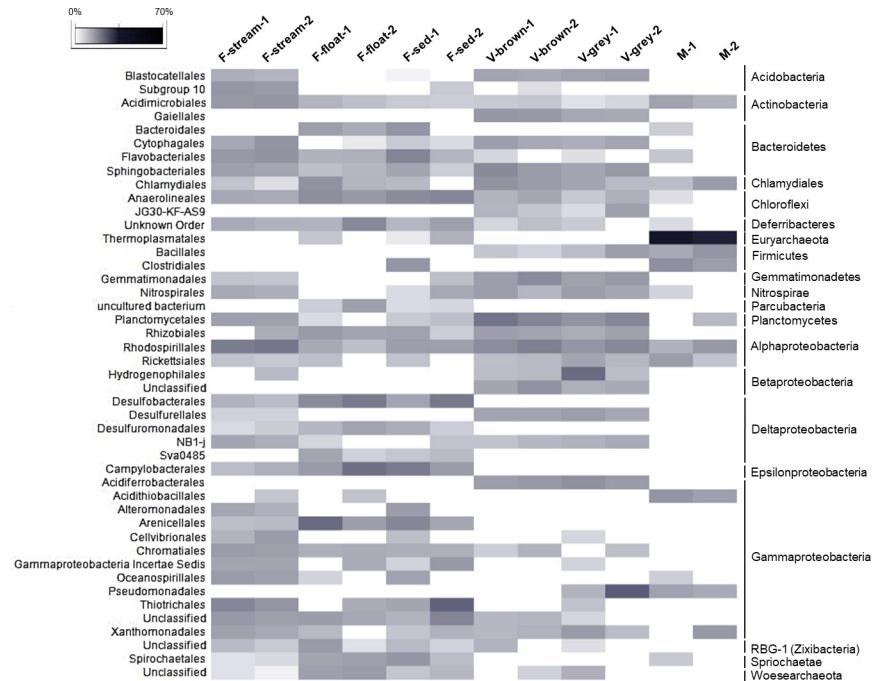 0% 70%
F-stream-1 F-stream-2 F-float-1 F-float-2 F-sed-1 F-sed-2 V-brown-1 V-brown-2 V-grey-1 V-grey-2 M-1 M-2
Blastocatellales Acidobacteria
Subgroup 10
Acidimicrobiales Actinobacteria
Gaiellales
Bacteroidales
Cytophagales Bacteroidetes
Flavobacteriales
Sphingobacteriales
Chlamydiales Chlamydiales
Anaerolineales Chloroflexi
JG30-KF-AS9
Unknown Order Deferribacteres
Thermoplasmatales Euryarchaeota
Bacillales Firmicutes
Clostridiales
Gemmatimonadales Gemmatimonadetes
Nitrospirales Nitrospirae
uncultured bacterium Parcubacteria
Planctomycetales Planctomycetes
Rhizobiales
Rhodospirillales Alphaproteobacteria
Rickettsiales
Hydrogenophilales Betaproteobacteria
Unclassified
Desulfobacterales
Desulfurellales
Desulfuromonadales Deltaproteobacteria
NB1-j
Sva0485
Campylobacterales Epsilonproteobacteria
Acidiferrobacterales
Acidithiobacillales
Alteromonadales
Arenicellales
Cellvibrionales
Chromatiales Gammaproteobacteria
Gammaproteobacteria Incertae Sedis
Oceanospirillales
Pseudomonadales
Thiotrichales
Unclassified
Xanthomonadales
Unclassified RBG-1 (Zixibacteria)
Spirochaetales Spriochaetae
Unclassified Woesearchaeota